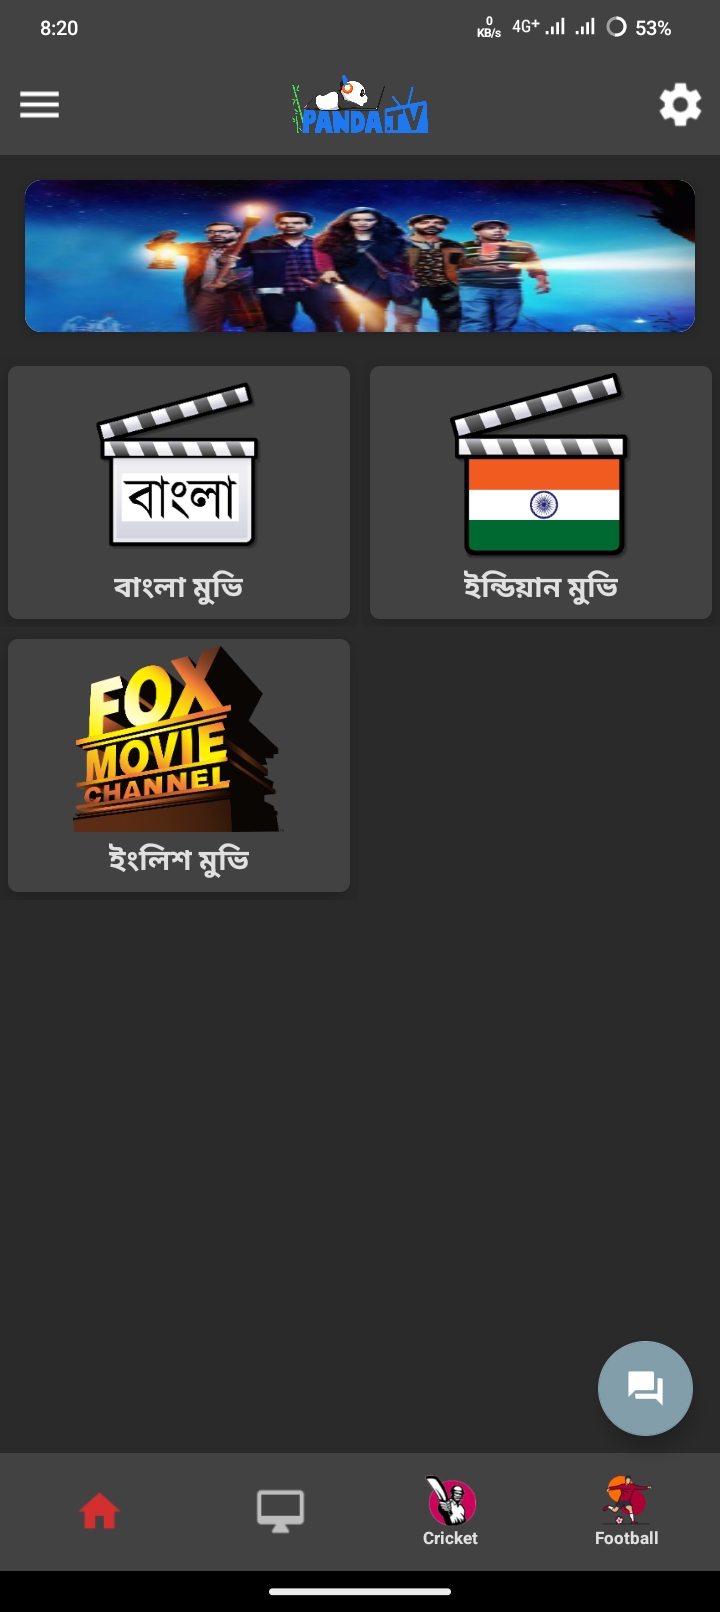 8:20
0
KB/s
4G+
53%
PANDA TV
বাংলা
বাংলা মুভি
ইন্ডিয়ান মুভি
FOX
MOVIE
CHANNEL
ইংলিশ মুভি
Cricket
Football